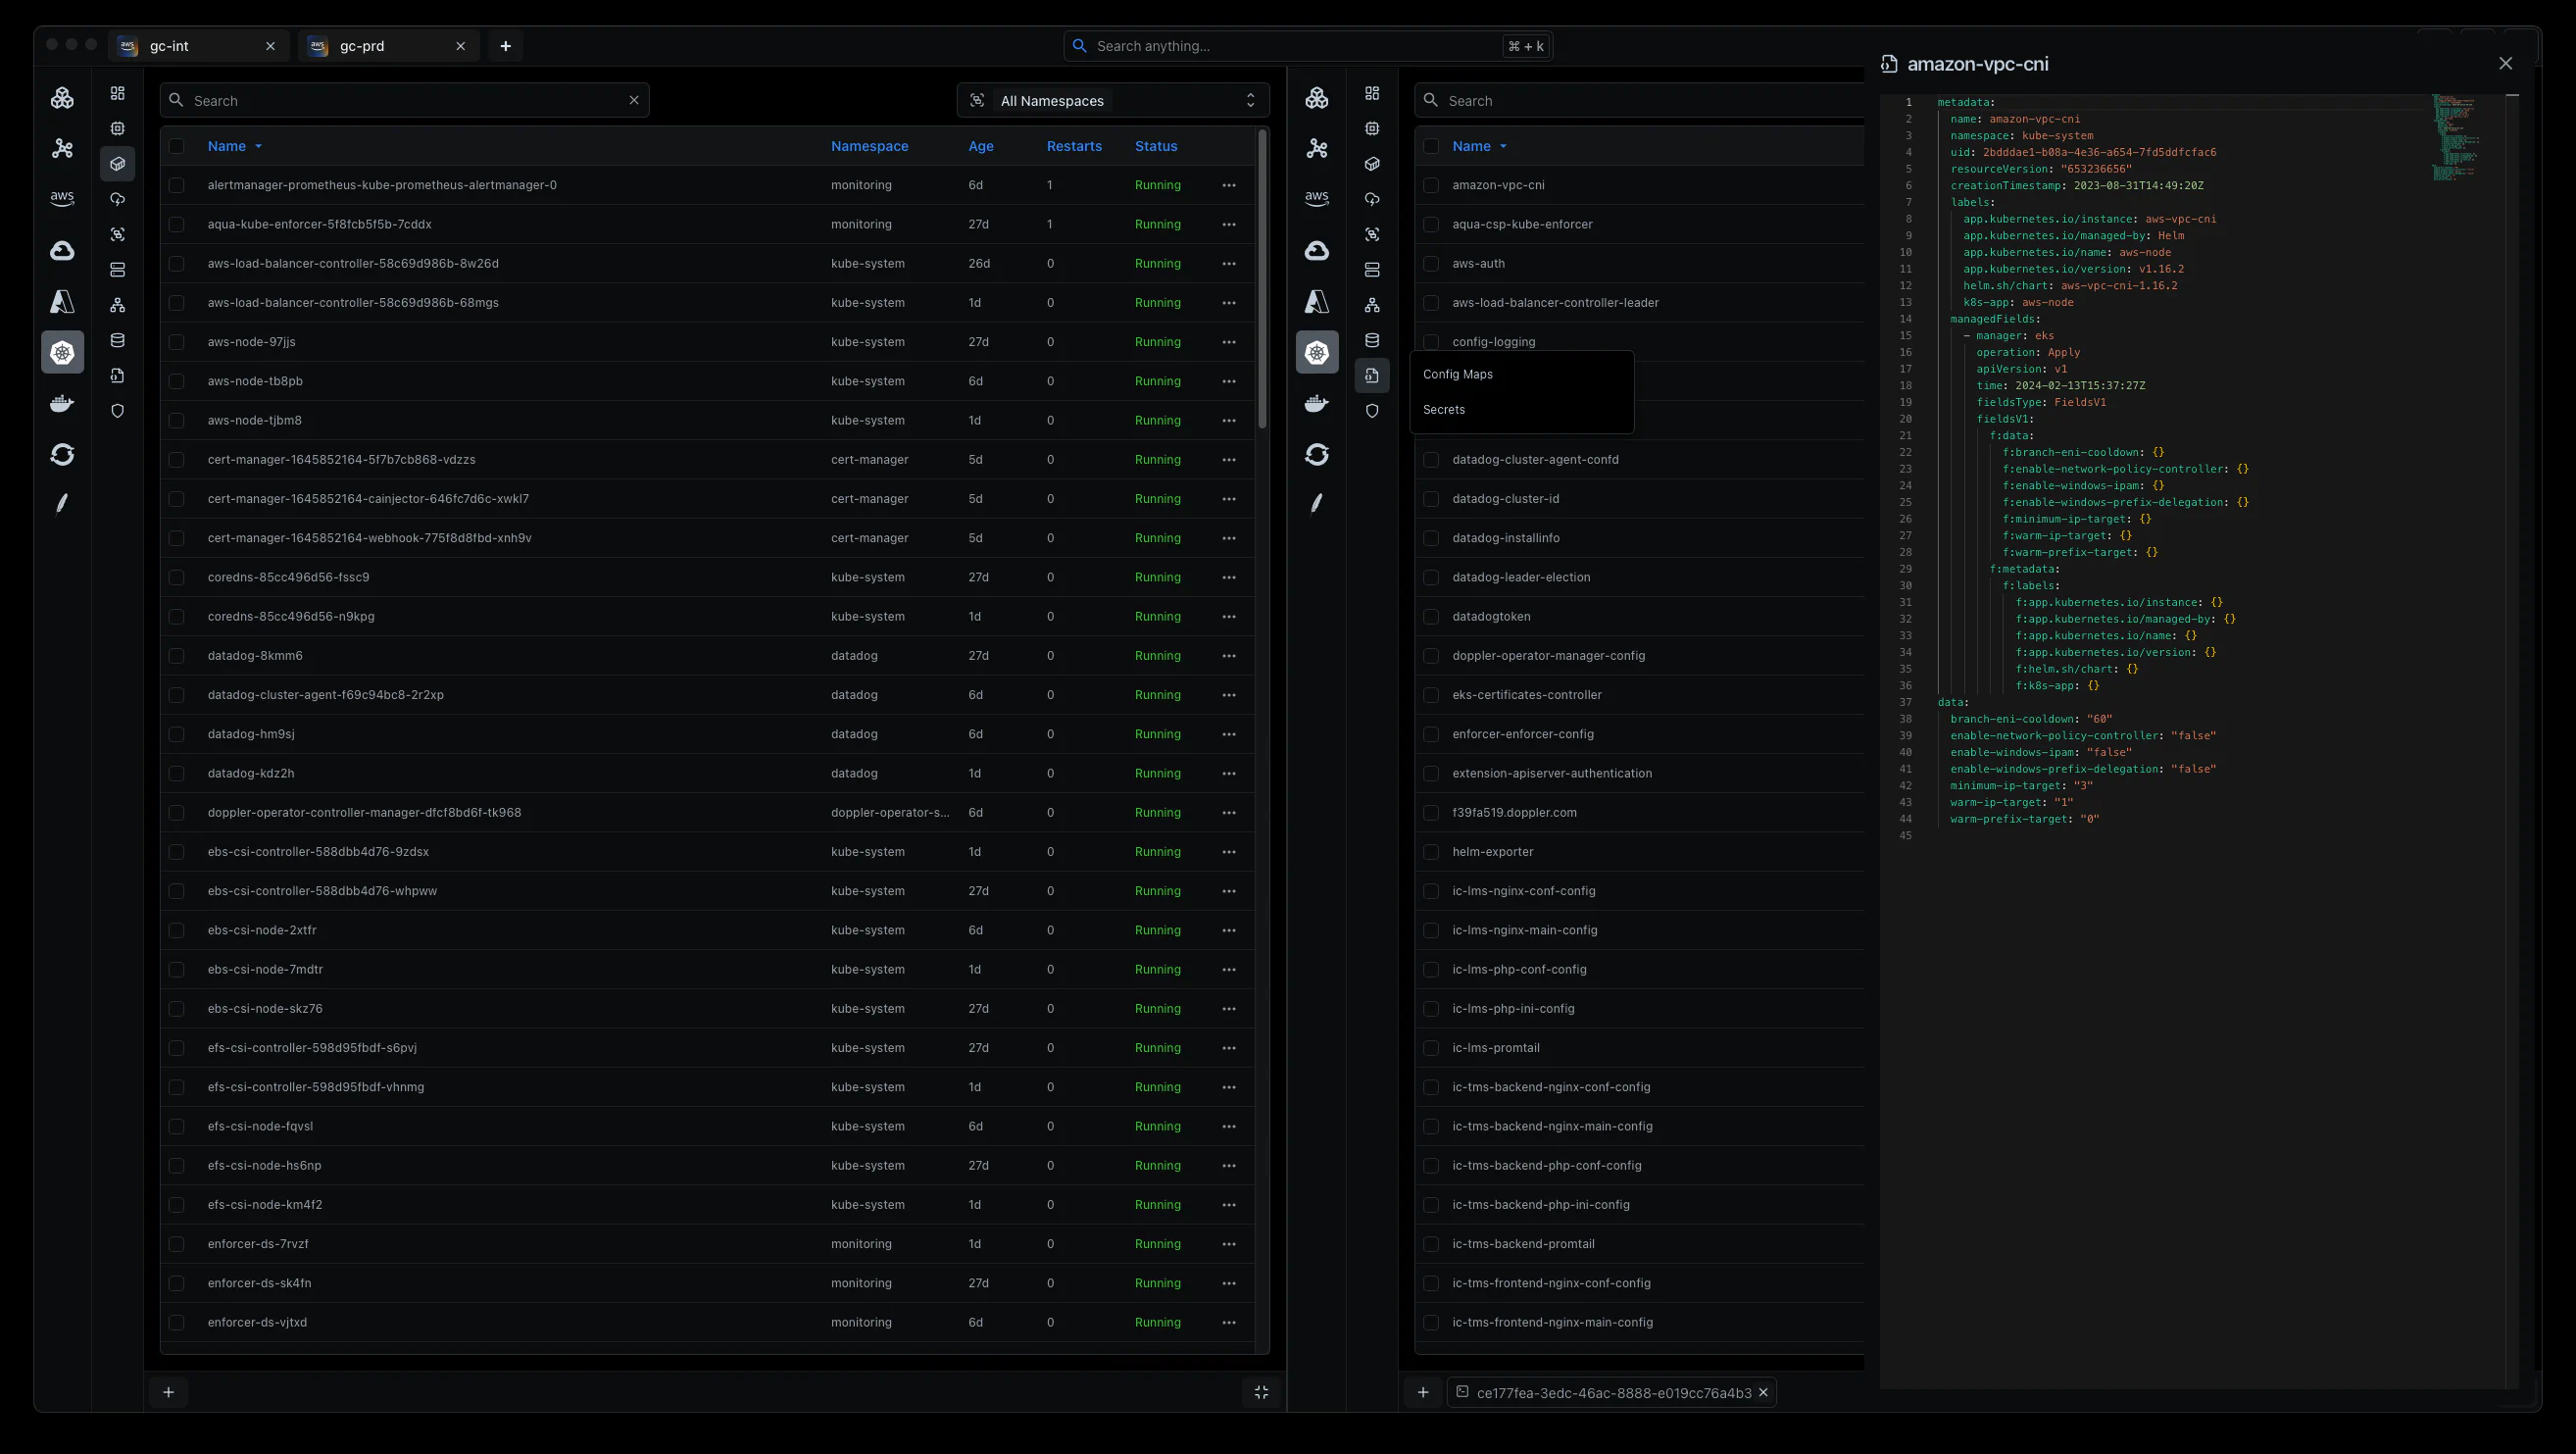 gc-int
gc-prd
Search anything...
⌘ + k
aws
Search
All Namespaces
Name Namespace Age Restarts Status
alertmanager-prometheus-kube-prometheus-alertmanager-0 monitoring 6d 1 Running
aqua-kube-enforcer-5f8fcb5f5b-7cddx monitoring 27d 1 Running
aws-load-balancer-controller-58c69d986b-8w26d kube-system 26d 0 Running
aws-load-balancer-controller-58c69d986b-68mgs kube-system 1d 0 Running
aws-node-97jjs kube-system 27d 0 Running
aws-node-tb8pb kube-system 6d 0 Running
aws-node-tjbm8 kube-system 1d 0 Running
cert-manager-1645852164-5f7b7cb868-vdzzs cert-manager 5d 0 Running
cert-manager-1645852164-cainjector-646fc7d6c-xwkl7 cert-manager 5d 0 Running
cert-manager-1645852164-webhook-775f8d8fbd-xnh9v cert-manager 5d 0 Running
coredns-85cc496d56-fssc9 kube-system 27d 0 Running
coredns-85cc496d56-n9kpg kube-system 1d 0 Running
datadog-8kmm6 datadog 27d 0 Running
datadog-cluster-agent-f69c94bc8-2r2xp datadog 6d 0 Running
datadog-hm9sj datadog 6d 0 Running
datadog-kdz2h datadog 1d 0 Running
doppler-operator-controller-manager-dfcf8bd6f-tk968 doppler-operator-s... 6d 0 Running
ebs-csi-controller-588dbb4d76-9zdsx kube-system 1d 0 Running
ebs-csi-controller-588dbb4d76-whpww kube-system 27d 0 Running
ebs-csi-node-2xtfr kube-system 6d 0 Running
ebs-csi-node-7mdtr kube-system 1d 0 Running
ebs-csi-node-skz76 kube-system 27d 0 Running
efs-csi-controller-598d95fbdf-s6pvj kube-system 27d 0 Running
efs-csi-controller-598d95fbdf-vhnmg kube-system 1d 0 Running
efs-csi-node-fqvsl kube-system 6d 0 Running
efs-csi-node-hs6np kube-system 27d 0 Running
efs-csi-node-km4f2 kube-system 1d 0 Running
enforcer-ds-7rvzf monitoring 1d 0 Running
enforcer-ds-sk4fn monitoring 27d 0 Running
enforcer-ds-vjtxd monitoring 6d 0 Running
aws
Search
Name
amazon-vpc-cni
aqua-csp-kube-enforcer
aws-auth
aws-load-balancer-controller-leader
config-logging
Config Maps
Secrets
datadog-cluster-agent-confd
datadog-cluster-id
datadog-installinfo
datadog-leader-election
datadogtoken
doppler-operator-manager-config
eks-certificates-controller
enforcer-enforcer-config
extension-apiserver-authentication
f39fa519.doppler.com
helm-exporter
ic-lms-nginx-conf-config
ic-lms-nginx-main-config
ic-lms-php-conf-config
ic-lms-php-ini-config
ic-lms-promtail
ic-tms-backend-nginx-conf-config
ic-tms-backend-nginx-main-config
ic-tms-backend-php-conf-config
ic-tms-backend-php-ini-config
ic-tms-backend-promtail
ic-tms-frontend-nginx-conf-config
ic-tms-frontend-nginx-main-config
ce177fea-3edc-46ac-8888-e019cc76a4b3
amazon-vpc-cni
1 metadata:
2 name: amazon-vpc-cni
3 namespace: kube-system
4 uid: 2bdddae1-b08a-4e36-a654-7fd5ddfcfac6
5 resourceVersion: "653236656"
6 creationTimestamp: 2023-08-31T14:49:20Z
7 labels:
8 app.kubernetes.io/instance: aws-vpc-cni
9 app.kubernetes.io/managed-by: Helm
10 app.kubernetes.io/name: aws-node
11 app.kubernetes.io/version: v1.16.2
12 helm.sh/chart: aws-vpc-cni-1.16.2
13 k8s-app: aws-node
14 managedFields:
15 - manager: eks
16 operation: Apply
17 apiVersion: v1
18 time: 2024-02-13T15:37:27Z
19 fieldsType: FieldsV1
20 fieldsV1:
21 f:data:
22 f:branch-eni-cooldown: {}
23 f:enable-network-policy-controller: {}
24 f:enable-windows-ipam: {}
25 f:enable-windows-prefix-delegation: {}
26 f:minimum-ip-target: {}
27 f:warm-ip-target: {}
28 f:warm-prefix-target: {}
29 f:metadata:
30 f:labels:
31 f:app.kubernetes.io/instance: {}
32 f:app.kubernetes.io/managed-by: {}
33 f:app.kubernetes.io/name: {}
34 f:app.kubernetes.io/version: {}
35 f:helm.sh/chart: {}
36 f:k8s-app: {}
37 data:
38 branch-eni-cooldown: "60"
39 enable-network-policy-controller: "false"
40 enable-windows-ipam: "false"
41 enable-windows-prefix-delegation: "false"
42 minimum-ip-target: "3"
43 warm-ip-target: "1"
44 warm-prefix-target: "0"
45